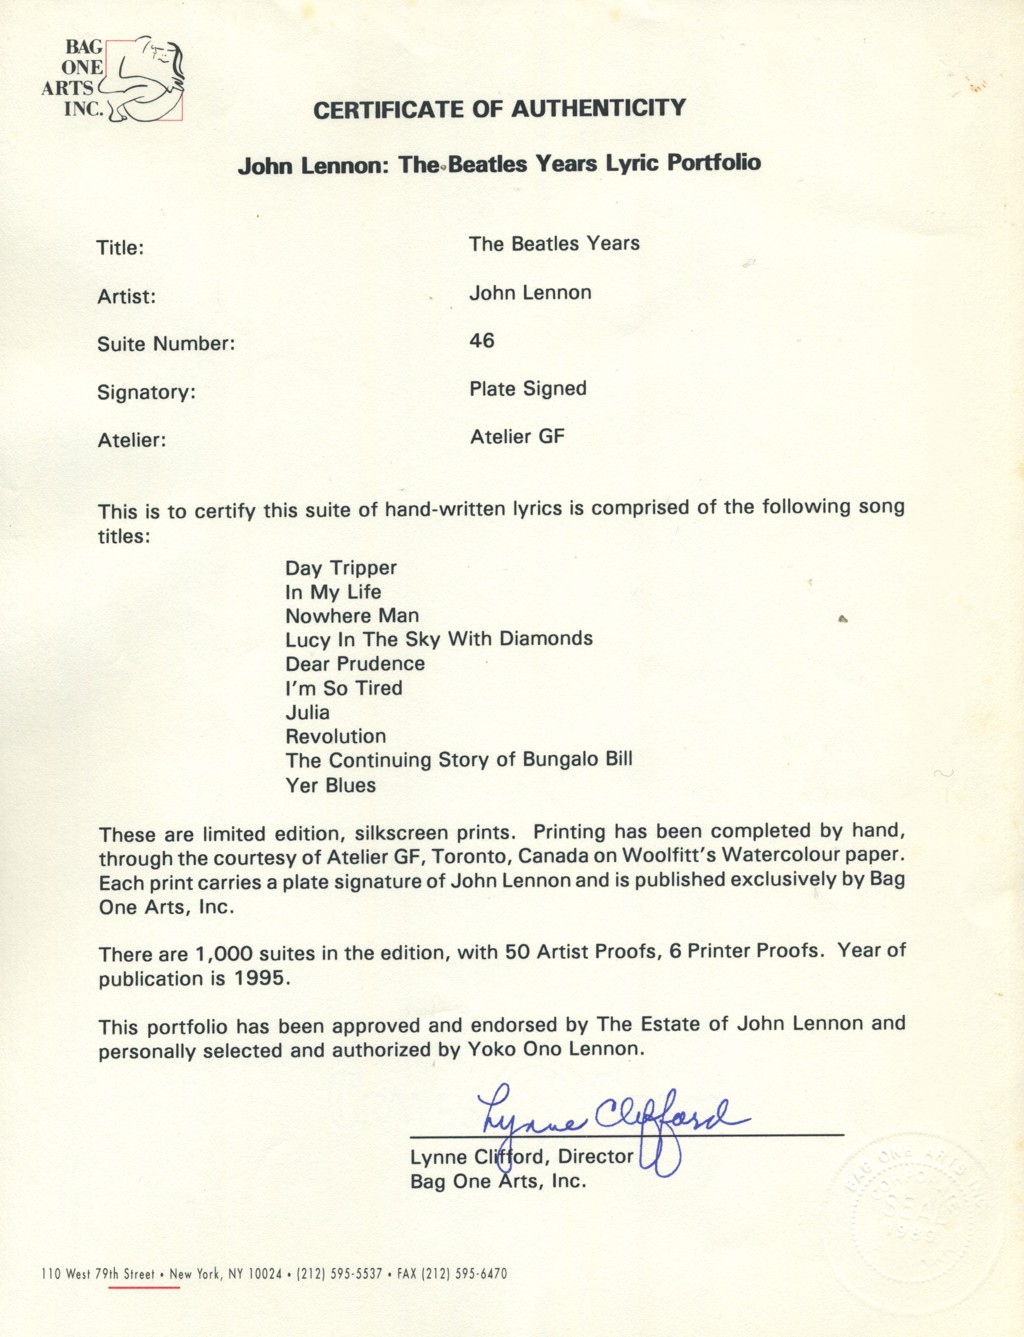 BAG
ONE
ARTS
INC.
CERTIFICATE OF AUTHENTICITY
John Lennon: The Beatles Years Lyric Portfolio
Title: The Beatles Years
Artist: John Lennon
Suite Number: 46
Signatory: Plate Signed
Atelier: Atelier GF
This is to certify this suite of hand-written lyrics is comprised of the following song
titles:
Day Tripper
In My Life
Nowhere Man
Lucy In The Sky With Diamonds
Dear Prudence
I'm So Tired
Julia
Revolution
The Continuing Story of Bungalo Bill
Yer Blues
These are limited edition, silkscreen prints. Printing has been completed by hand,
through the courtesy of Atelier GF, Toronto, Canada on Woolfitt's Watercolour paper.
Each print carries a plate signature of John Lennon and is published exclusively by Bag
One Arts, Inc.
There are 1,000 suites in the edition, with 50 Artist Proofs, 6 Printer Proofs. Year of
publication is 1995.
This portfolio has been approved and endorsed by The Estate of John Lennon and
personally selected and authorized by Yoko Ono Lennon.
Lynne Clifford
Lynne Clifford, Director
Bag One Arts, Inc.
BAG ONE ARTS
SEAL
110 West 79th Street • New York, NY 10024 • (212) 595-5537 • FAX (212) 595-6470